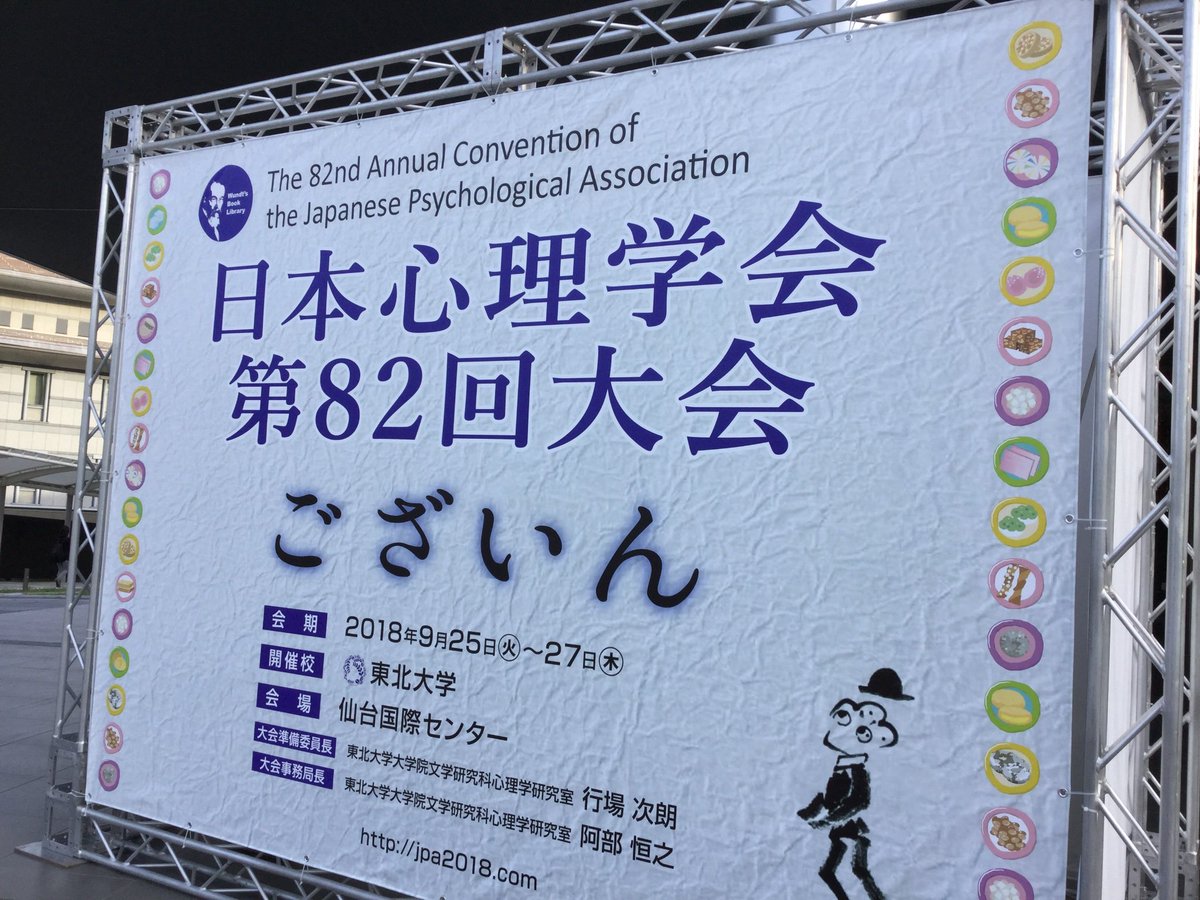 Wundt's
Book
Library
The 82nd Annual Convention of
the Japanese Psychological Association
日本心理学会
第82回大会
ございん
会期 2018年9月25日㊋〜27日㊍
開催校 東北大学
会場 仙台国際センター
大会準備委員長 東北大学大学院文学研究科心理学研究室 行場 次朗
大会事務局長 東北大学大学院文学研究科心理学研究室 阿部 恒之
http://jpa2018.com